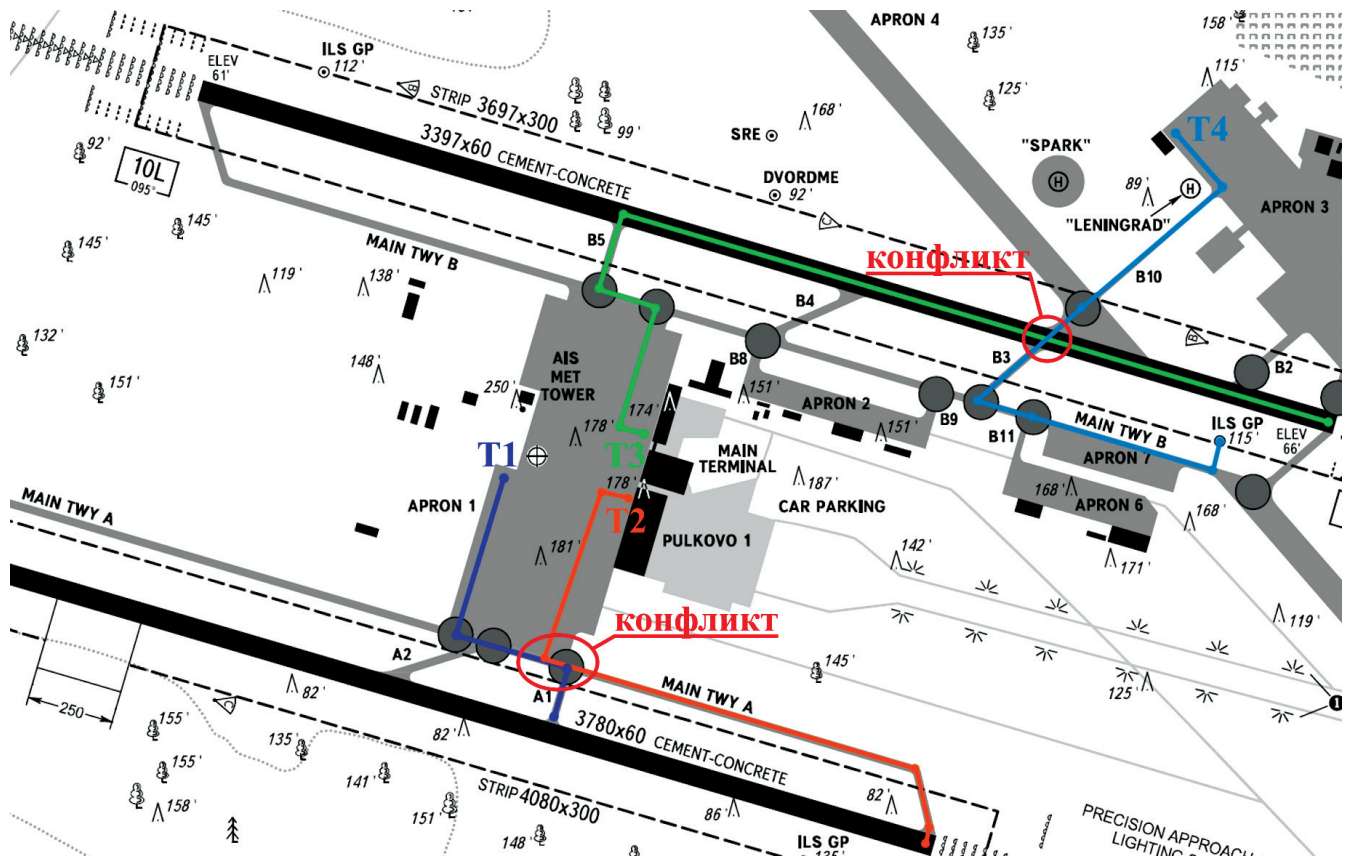 APRON 4
135'
158'
ELEV
61'
ILS GP
112'
115'
STRIP 3697x300
125'
99'
168'
SRE
"SPARK"
T4
3397x60 CEMENT-CONCRETE
92'
10L
095°
DVORDME
92'
89'
"LENINGRAD"
APRON 3
145'
145'
B5
MAIN TWY B
конфликт
B10
119'
138'
B4
132'
B3
B2
148'
AIS
MET
TOWER
B8
151'
151'
250'
174'
APRON 2
B9
MAIN TWY B
ILS GP
115'
ELEV
66'
178'
151'
B11
T1
T3
MAIN
TERMINAL
APRON 7
187'
178'
168'
APRON 6
MAIN TWY A
APRON 1
T2
CAR PARKING
168'
181'
PULKOVO 1
142'
171'
конфликт
119'
A2
145'
125'
82'
A1
MAIN TWY A
1
250
155'
82'
3780x60 CEMENT-CONCRETE
135'
155'
141'
STRIP 4080x300
82'
158'
151'
86'
148'
ILS GP
135'
PRECISION APPROACH
LIGHTING